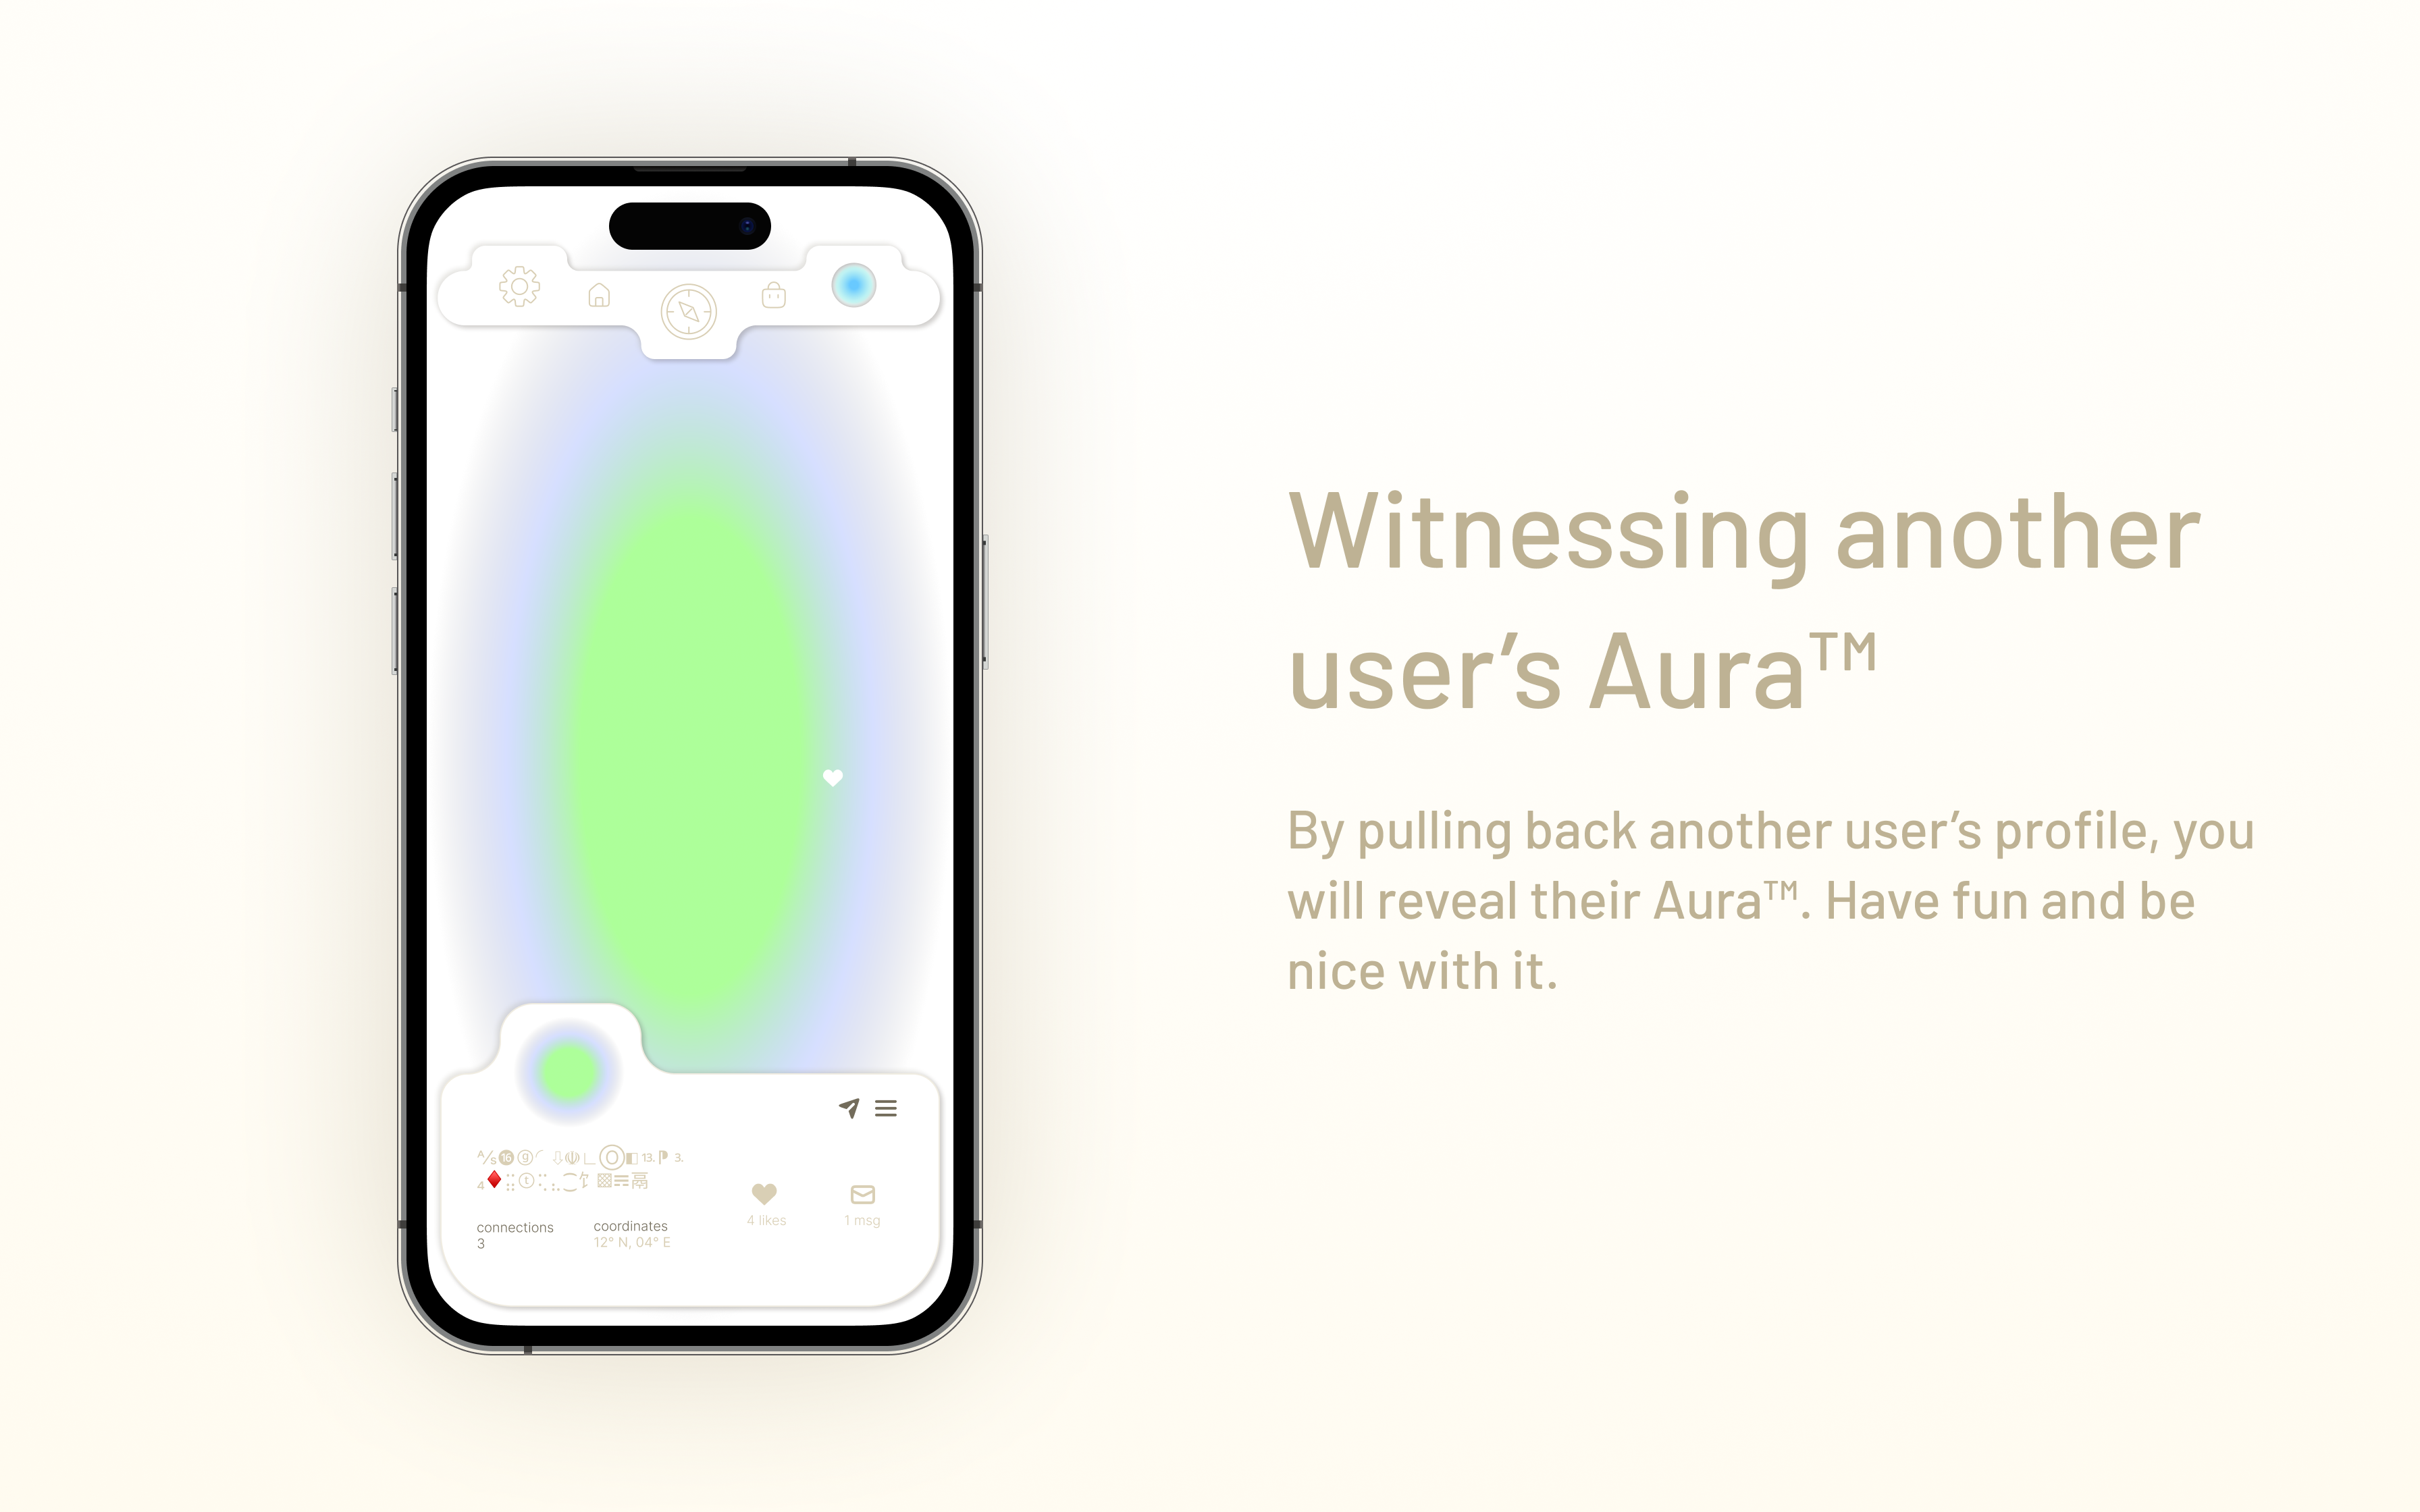 Witnessing another
user’s Aura™
By pulling back another user’s profile, you
will reveal their Aura™. Have fun and be
nice with it.
connections
3
coordinates
12° N, 04° E
4 likes
1 msg